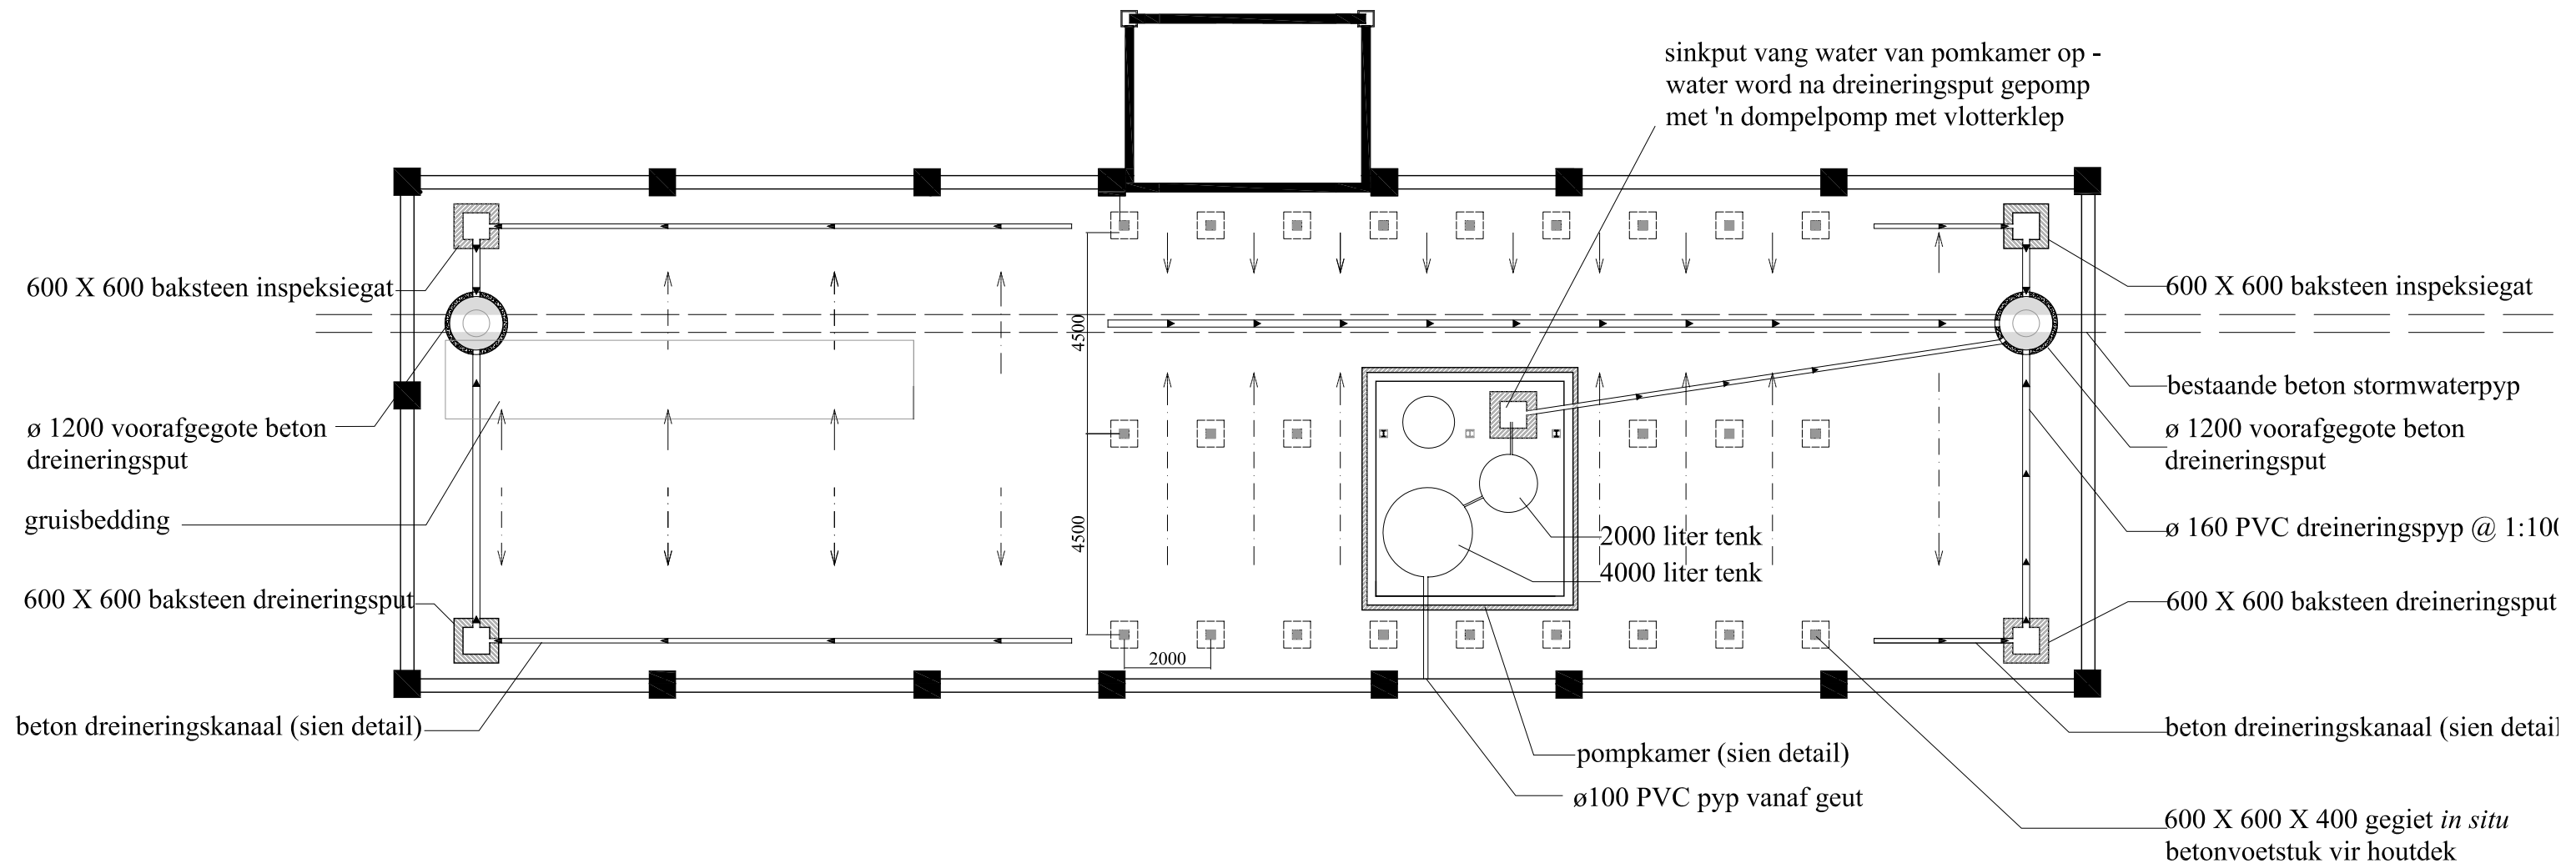 sinkput vang water van pomkamer op -
water word na dreineringsput gepomp
met 'n dompelpomp met vlotterklep
600 X 600 baksteen inspeksiegat
ø 1200 voorafgegote beton
dreineringsput
gruisbedding
600 X 600 baksteen dreineringsput
beton dreineringskanaal (sien detail)
4500
4500
2000
2000 liter tenk
4000 liter tenk
pompkamer (sien detail)
ø100 PVC pyp vanaf geut
600 X 600 baksteen inspeksiegat
bestaande beton stormwaterpyp
ø 1200 voorafgegote beton
dreineringsput
ø 160 PVC dreineringspyp @ 1:100
600 X 600 baksteen dreineringsput
beton dreineringskanaal (sien detail
600 X 600 X 400 gegiet in situ
betonvoetstuk vir houtdek